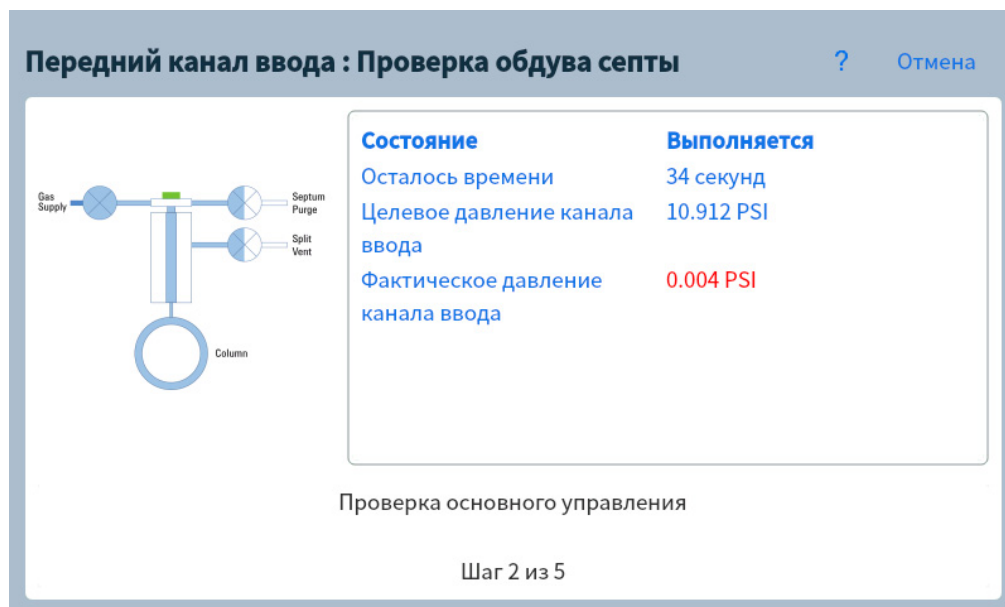 Передний канал ввода : Проверка обдува септы
?
Отмена
Gas
Supply
Septum
Purge
Split
Vent
Column
Состояние Выполняется
Осталось времени 34 секунд
Целевое давление канала 10.912 PSI
ввода
Фактическое давление 0.004 PSI
канала ввода
Проверка основного управления
Шаг 2 из 5